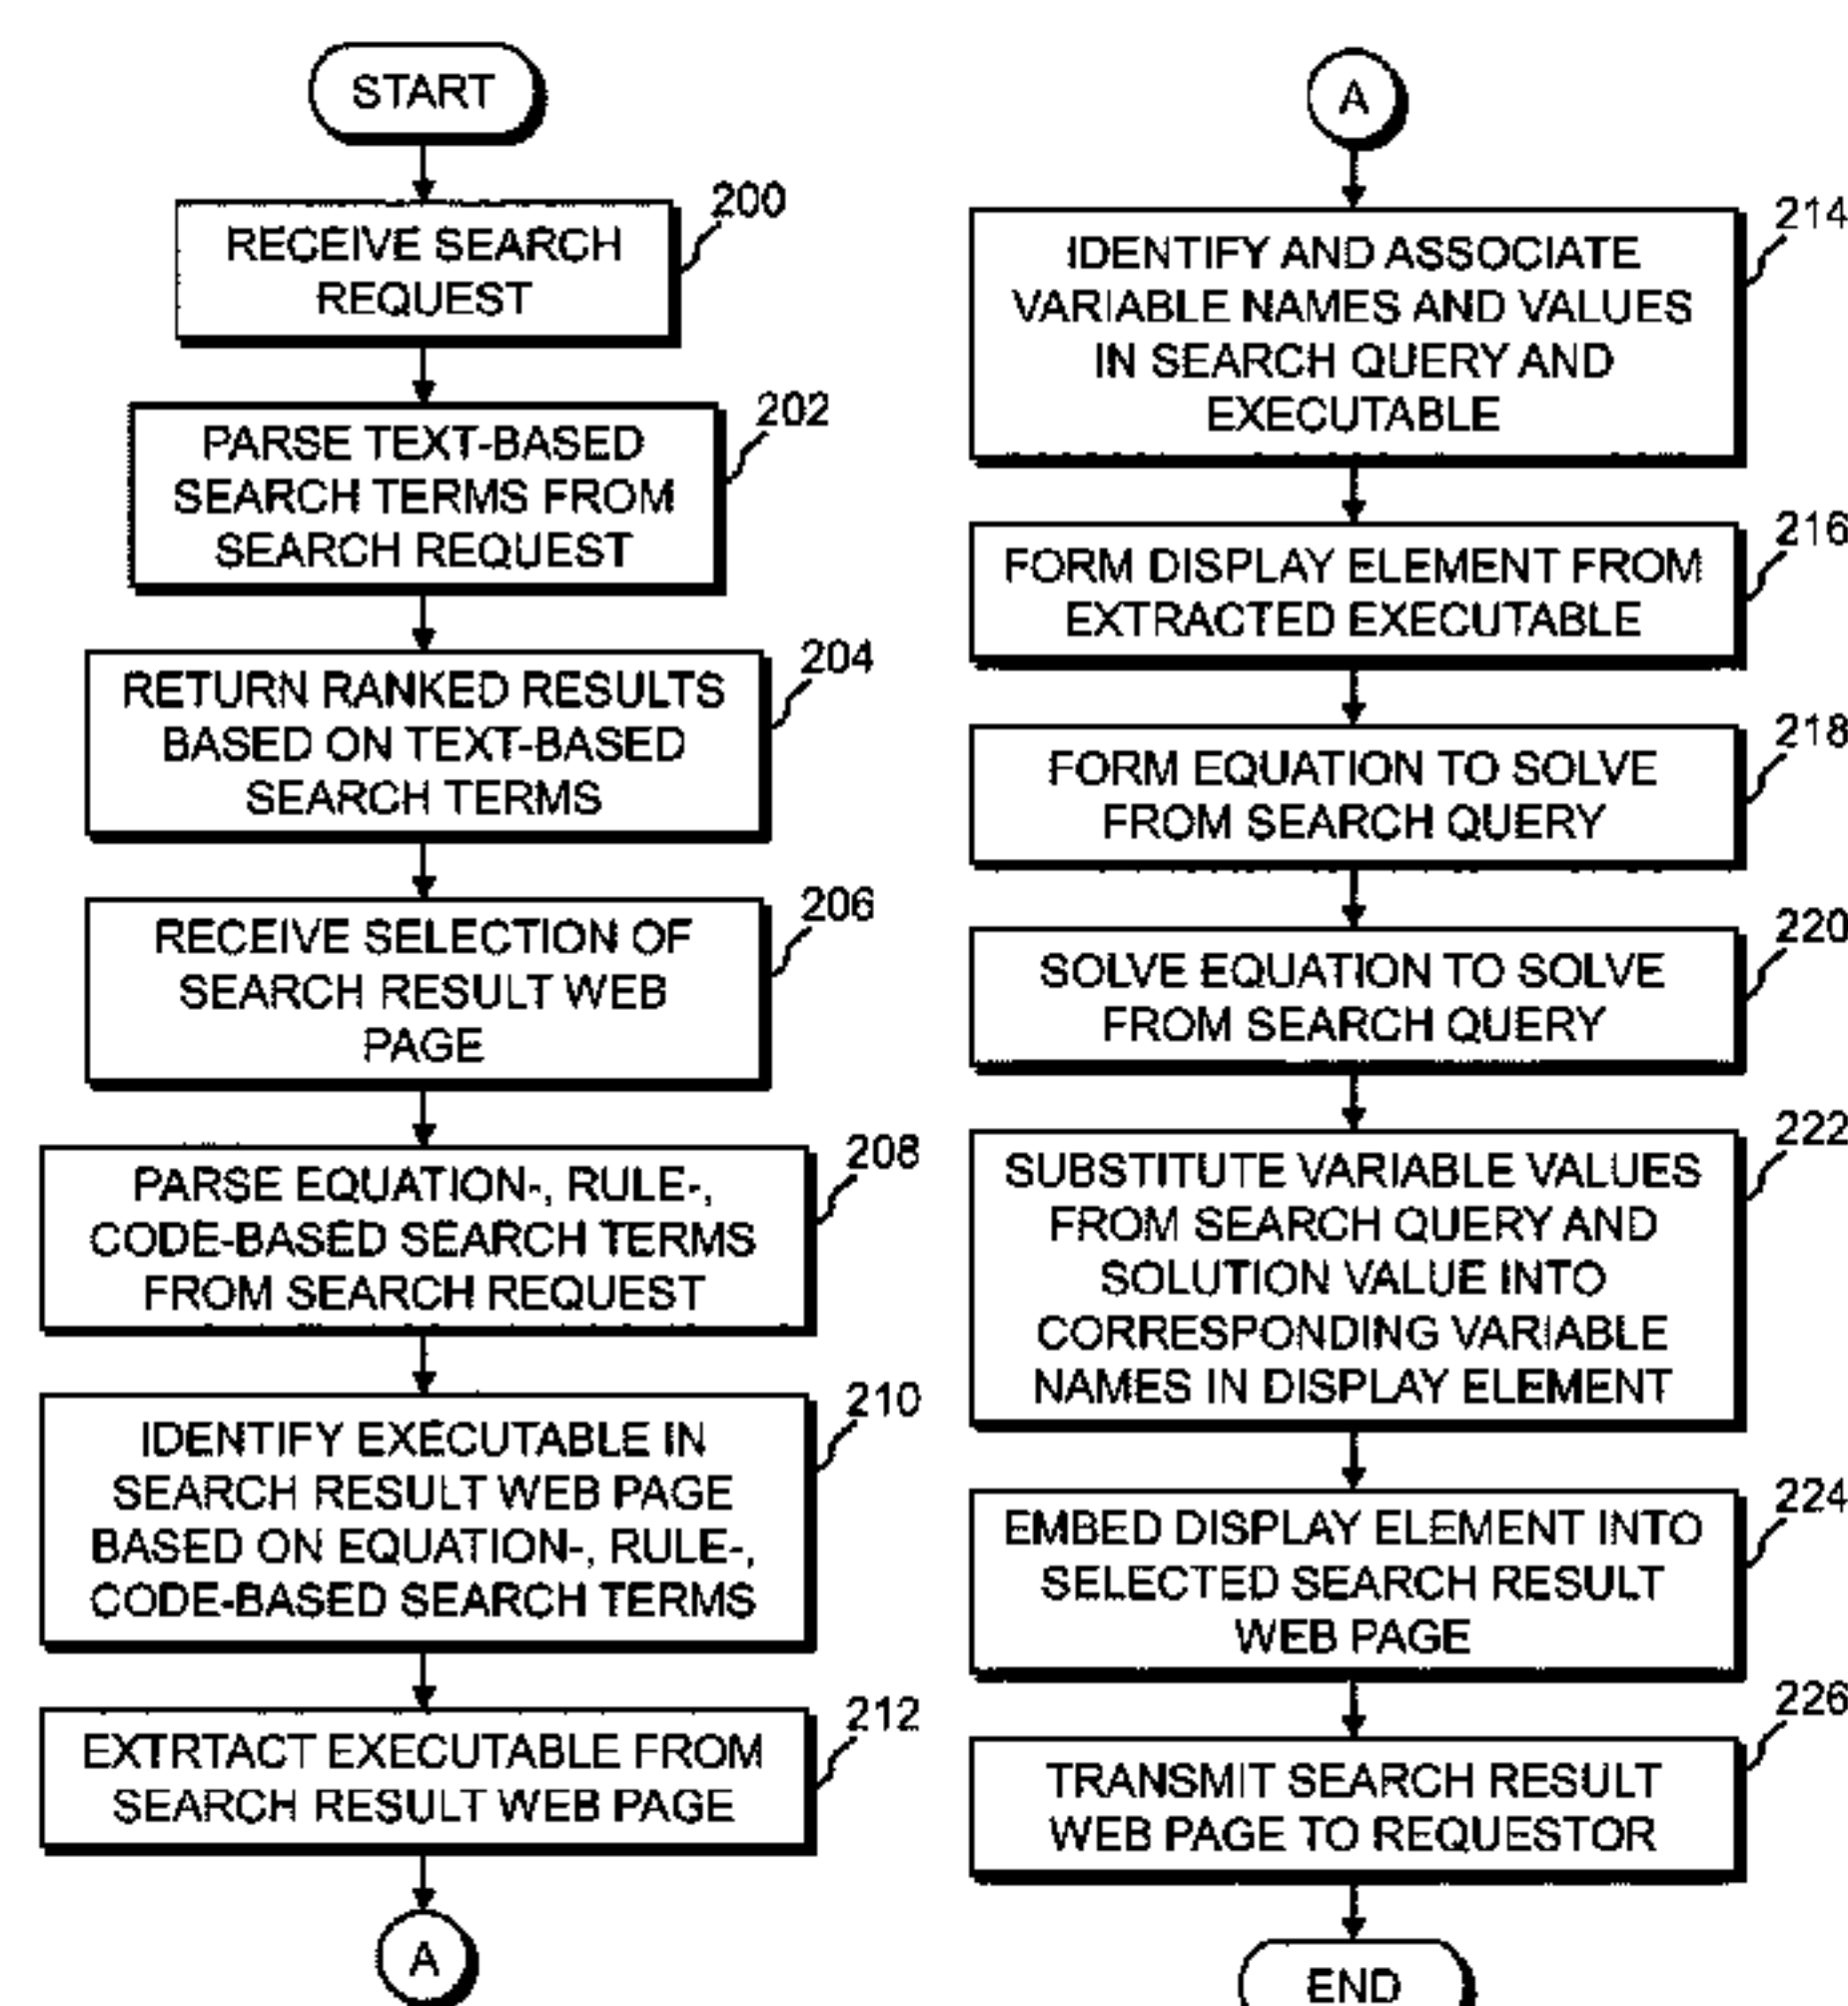 START
200
RECEIVE SEARCH
REQUEST
202
PARSE TEXT-BASED
SEARCH TERMS FROM
SEARCH REQUEST
204
RETURN RANKED RESULTS
BASED ON TEXT-BASED
SEARCH TERMS
206
RECEIVE SELECTION OF
SEARCH RESULT WEB
PAGE
208
PARSE EQUATION-, RULE-,
CODE-BASED SEARCH TERMS
FROM SEARCH REQUEST
210
IDENTIFY EXECUTABLE IN
SEARCH RESULT WEB PAGE
BASED ON EQUATION-, RULE-,
CODE-BASED SEARCH TERMS
212
EXTRTACT EXECUTABLE FROM
SEARCH RESULT WEB PAGE
A
A
214
IDENTIFY AND ASSOCIATE
VARIABLE NAMES AND VALUES
IN SEARCH QUERY AND
EXECUTABLE
216
FORM DISPLAY ELEMENT FROM
EXTRACTED EXECUTABLE
218
FORM EQUATION TO SOLVE
FROM SEARCH QUERY
220
SOLVE EQUATION TO SOLVE
FROM SEARCH QUERY
222
SUBSTITUTE VARIABLE VALUES
FROM SEARCH QUERY AND
SOLUTION VALUE INTO
CORRESPONDING VARIABLE
NAMES IN DISPLAY ELEMENT
224
EMBED DISPLAY ELEMENT INTO
SELECTED SEARCH RESULT
WEB PAGE
226
TRANSMIT SEARCH RESULT
WEB PAGE TO REQUESTOR
END